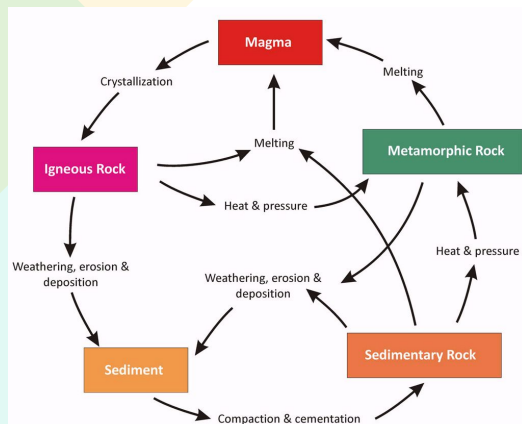 Magma
Crystallization
Melting
Melting
Igneous Rock
Metamorphic Rock
Heat & pressure
Heat & pressure
Weathering, erosion &
deposition
Weathering, erosion &
deposition
Sediment
Sedimentary Rock
Compaction & cementation